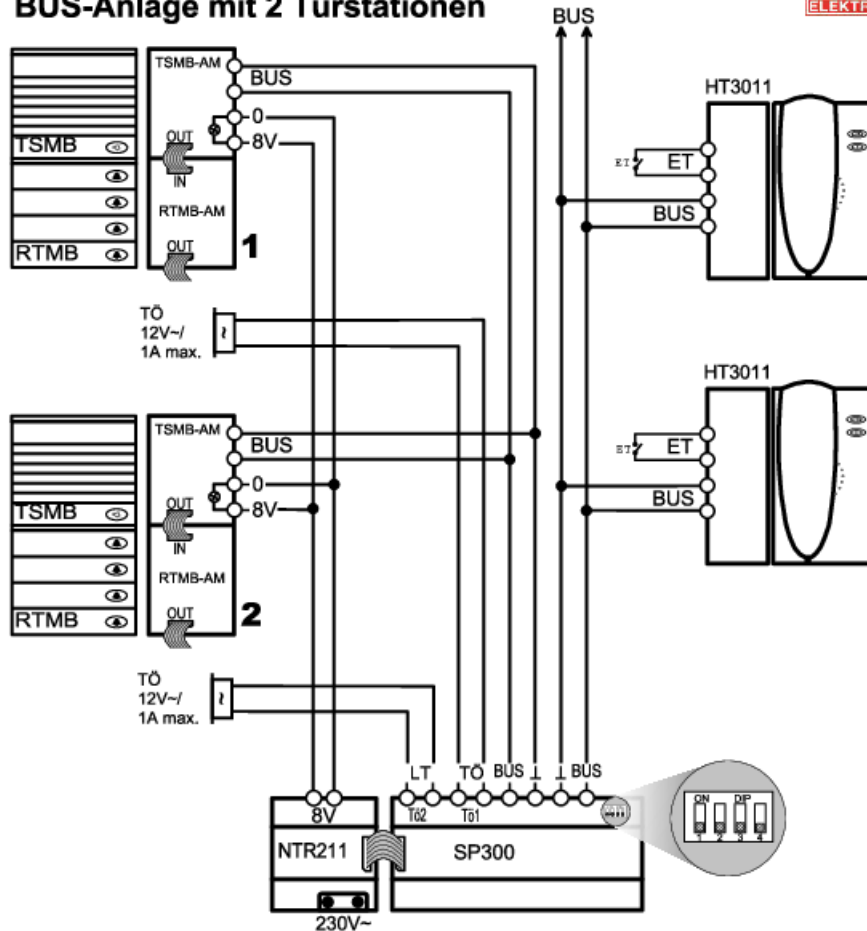 BUS-Anlage mit 2 Türstationen
BUS
ELEKTR
TSMB-AM
BUS
0
8V
OUT
IN
RTMB-AM
OUT
1
TSMB
RTMB
HT3011
ET
ET
BUS
TÖ
12V~/
1A max.
~
HT3011
ET
ET
BUS
TSMB-AM
BUS
0
8V
OUT
IN
RTMB-AM
OUT
2
TSMB
RTMB
TÖ
12V~/
1A max.
~
LT TÖ BUS ⊥ ⊥ BUS
8V
Tö2 Tö1
NTR211
SP300
230V~
ON DIP
1 2 3 4